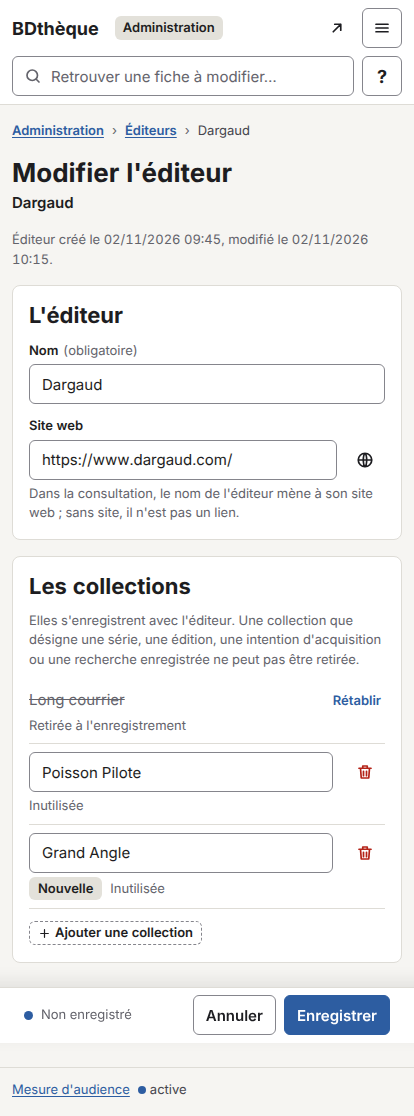 BDthèque Administration
Retrouver une fiche à modifier... ?
Administration › Éditeurs › Dargaud
Modifier l'éditeur
Dargaud
Éditeur créé le 02/11/2026 09:45, modifié le 02/11/2026
10:15.
L'éditeur
Nom (obligatoire)
Dargaud
Site web
https://www.dargaud.com/
Dans la consultation, le nom de l'éditeur mène à son site
web ; sans site, il n'est pas un lien.
Les collections
Elles s'enregistrent avec l'éditeur. Une collection que
désigne une série, une édition, une intention d'acquisition
ou une recherche enregistrée ne peut pas être retirée.
Long courrier Rétablir
Retirée à l'enregistrement
Poisson Pilote
Inutilisée
Grand Angle
Nouvelle Inutilisée
+ Ajouter une collection
Non enregistré Annuler Enregistrer
Mesure d'audience active